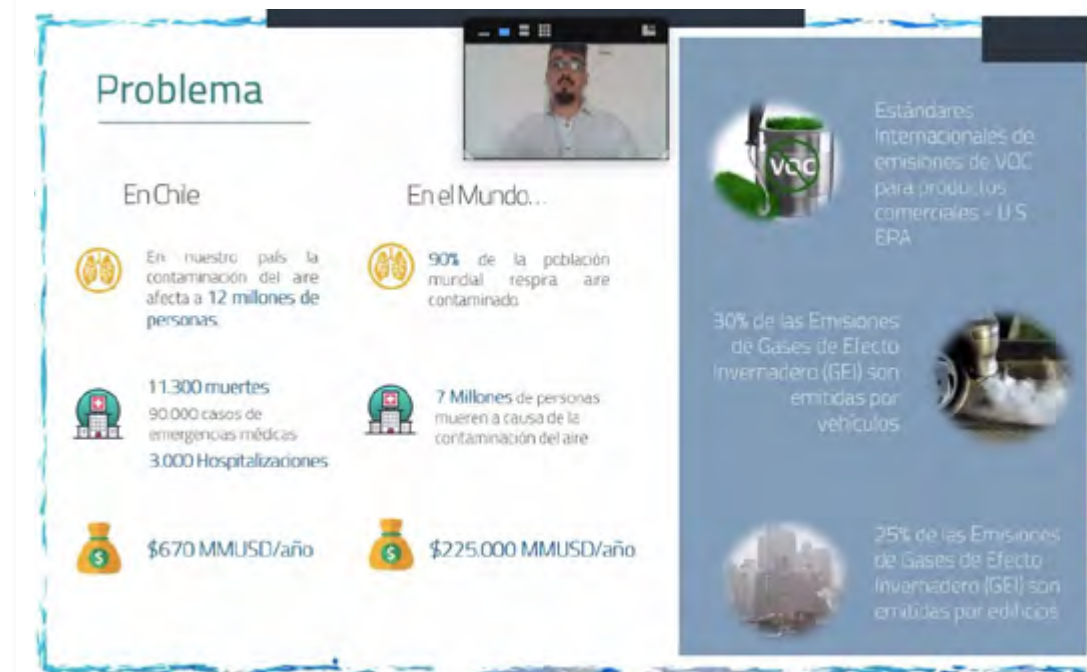 Problema
En Chile
En nuestro país la
contaminación del aire
afecta a 12 millones de
personas.
11.300 muertes
90.000 casos de
emergencias médicas
3.000 Hospitalizaciones
$670 MMUSD/año
En el Mundo...
90% de la población
mundial respira aire
contaminado.
7 Millones de personas
mueren a causa de la
contaminación del aire
$225.000 MMUSD/año
VOC
Estándares
Internacionales de
emisiones de VOC
para productos
comerciales - U.S.
EPA
30% de las Emisiones
de Gases de Efecto
Invernadero (GEI) son
emitidas por
vehículos
25% de las Emisiones
de Gases de Efecto
Invernadero (GEI) son
emitidas por edificios